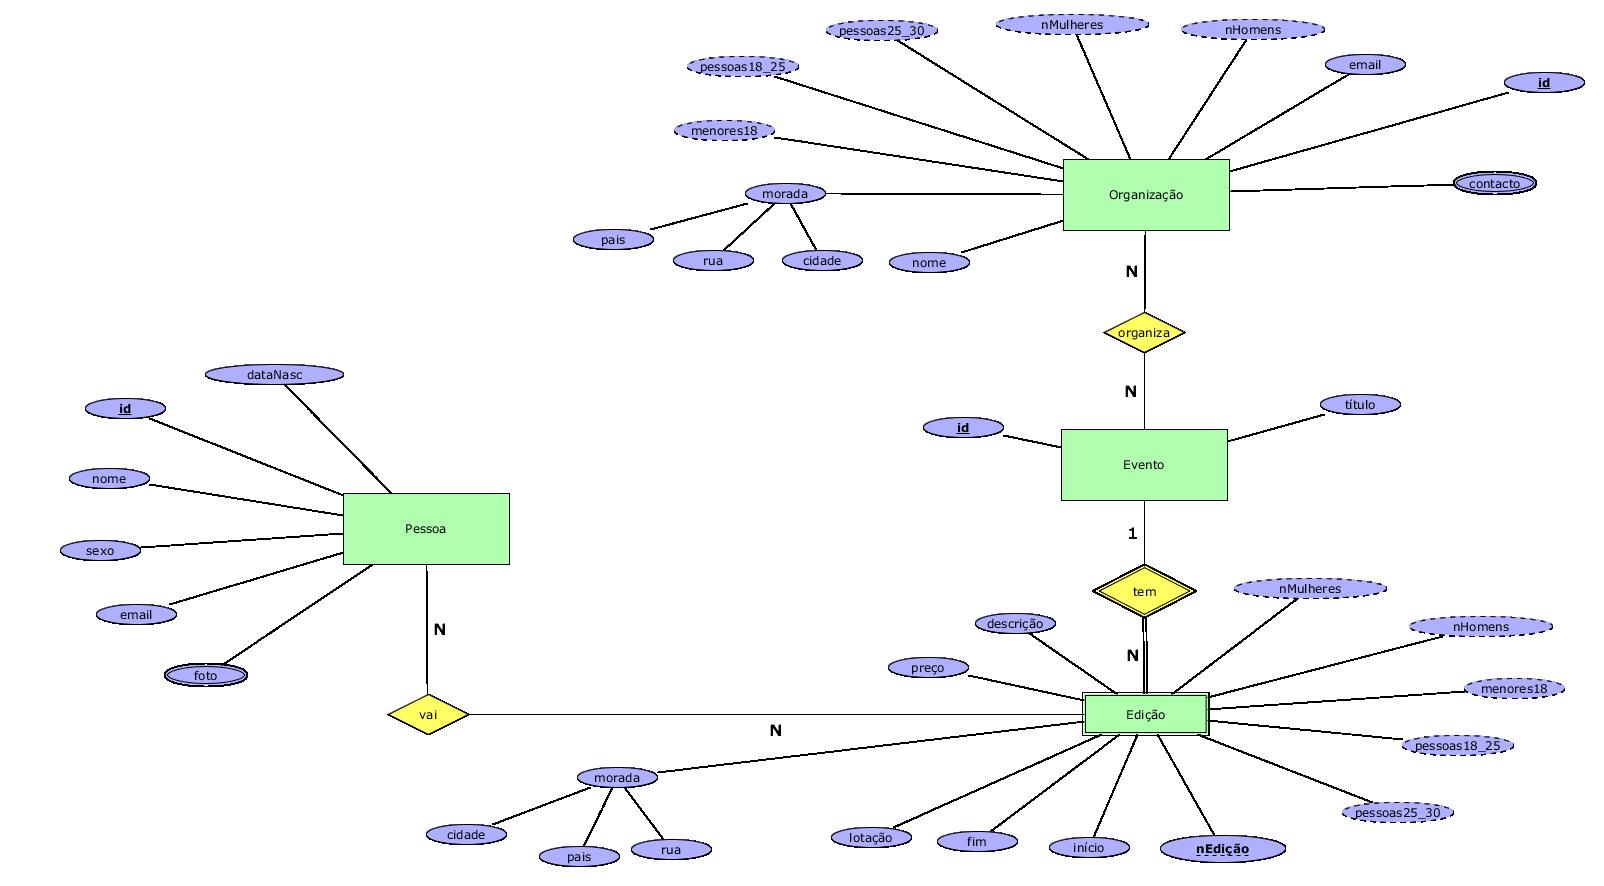 nMulheres
pessoas25_30
nHomens
email
pessoas18_25
id
menores18
contacto
morada
Organização
pais
rua
cidade
nome
N
organiza
N
dataNasc
id
nome
sexo
email
foto
Pessoa
N
vai
N
id
título
Evento
1
tem
N
nMulheres
descrição
nHomens
preço
menores18
Edição
pessoas18_25
morada
pessoas25_30
cidade
pais
rua
lotação
fim
início
nEdição